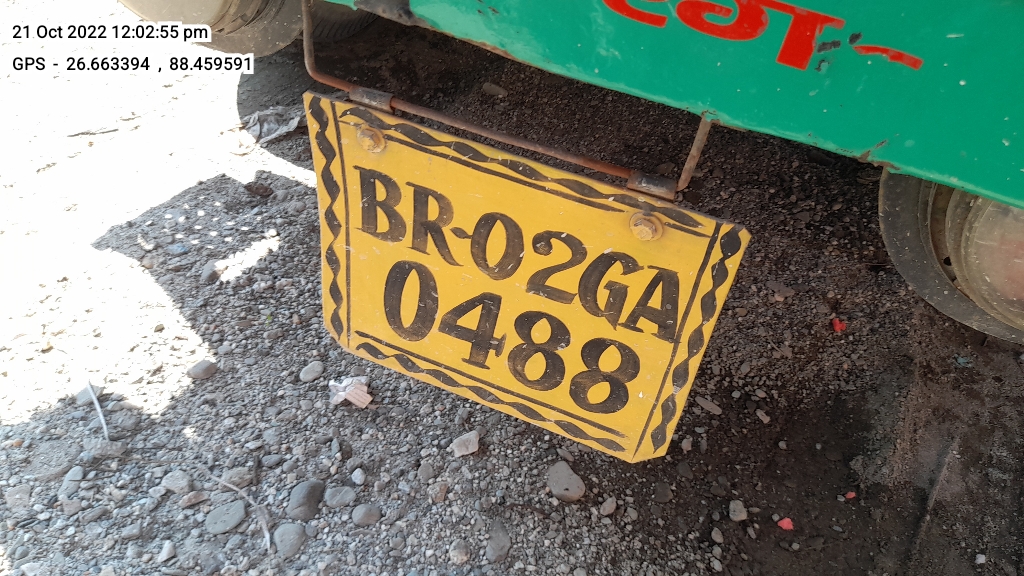 21 Oct 2022 12:02:55 pm
GPS - 26.663394 , 88.459591
BR-02GA
0488